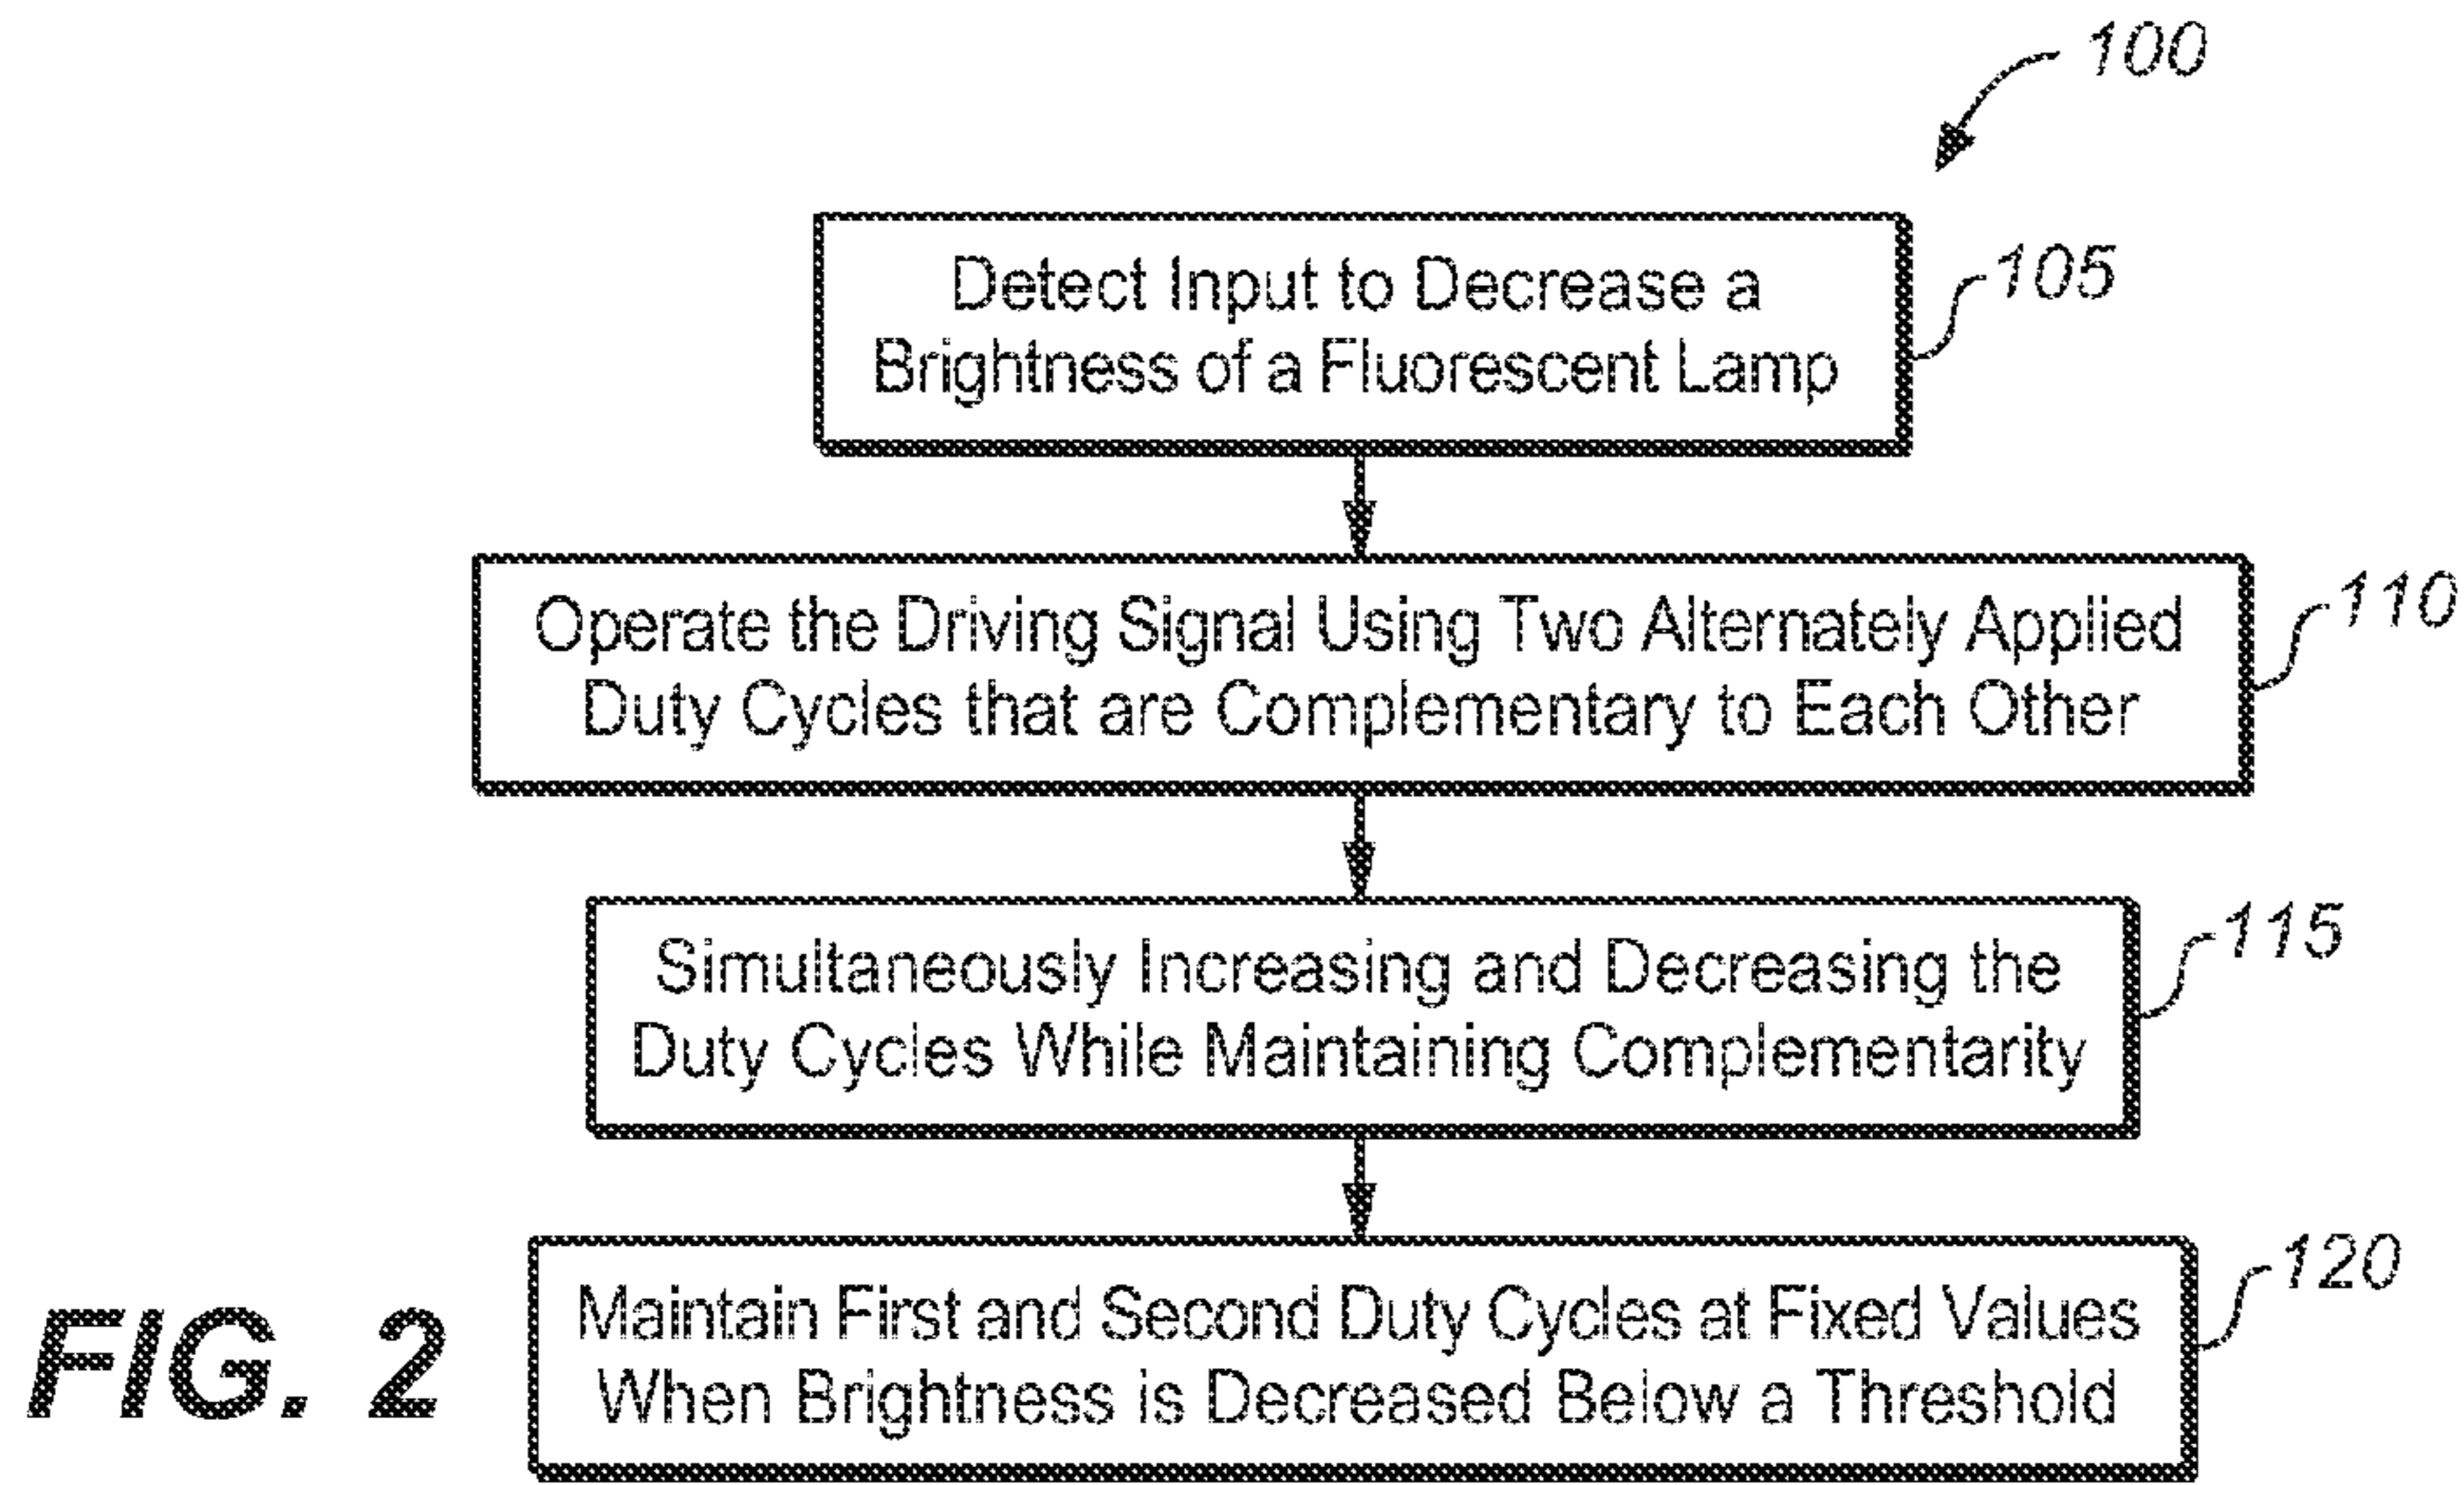 100
Detect Input to Decrease a
Brightness of a Fluorescent Lamp
105
Operate the Driving Signal Using Two Alternately Applied
Duty Cycles that are Complementary to Each Other
110
Simultaneously Increasing and Decreasing the
Duty Cycles While Maintaining Complementarity
115
Maintain First and Second Duty Cycles at Fixed Values
When Brightness is Decreased Below a Threshold
120
FIG. 2